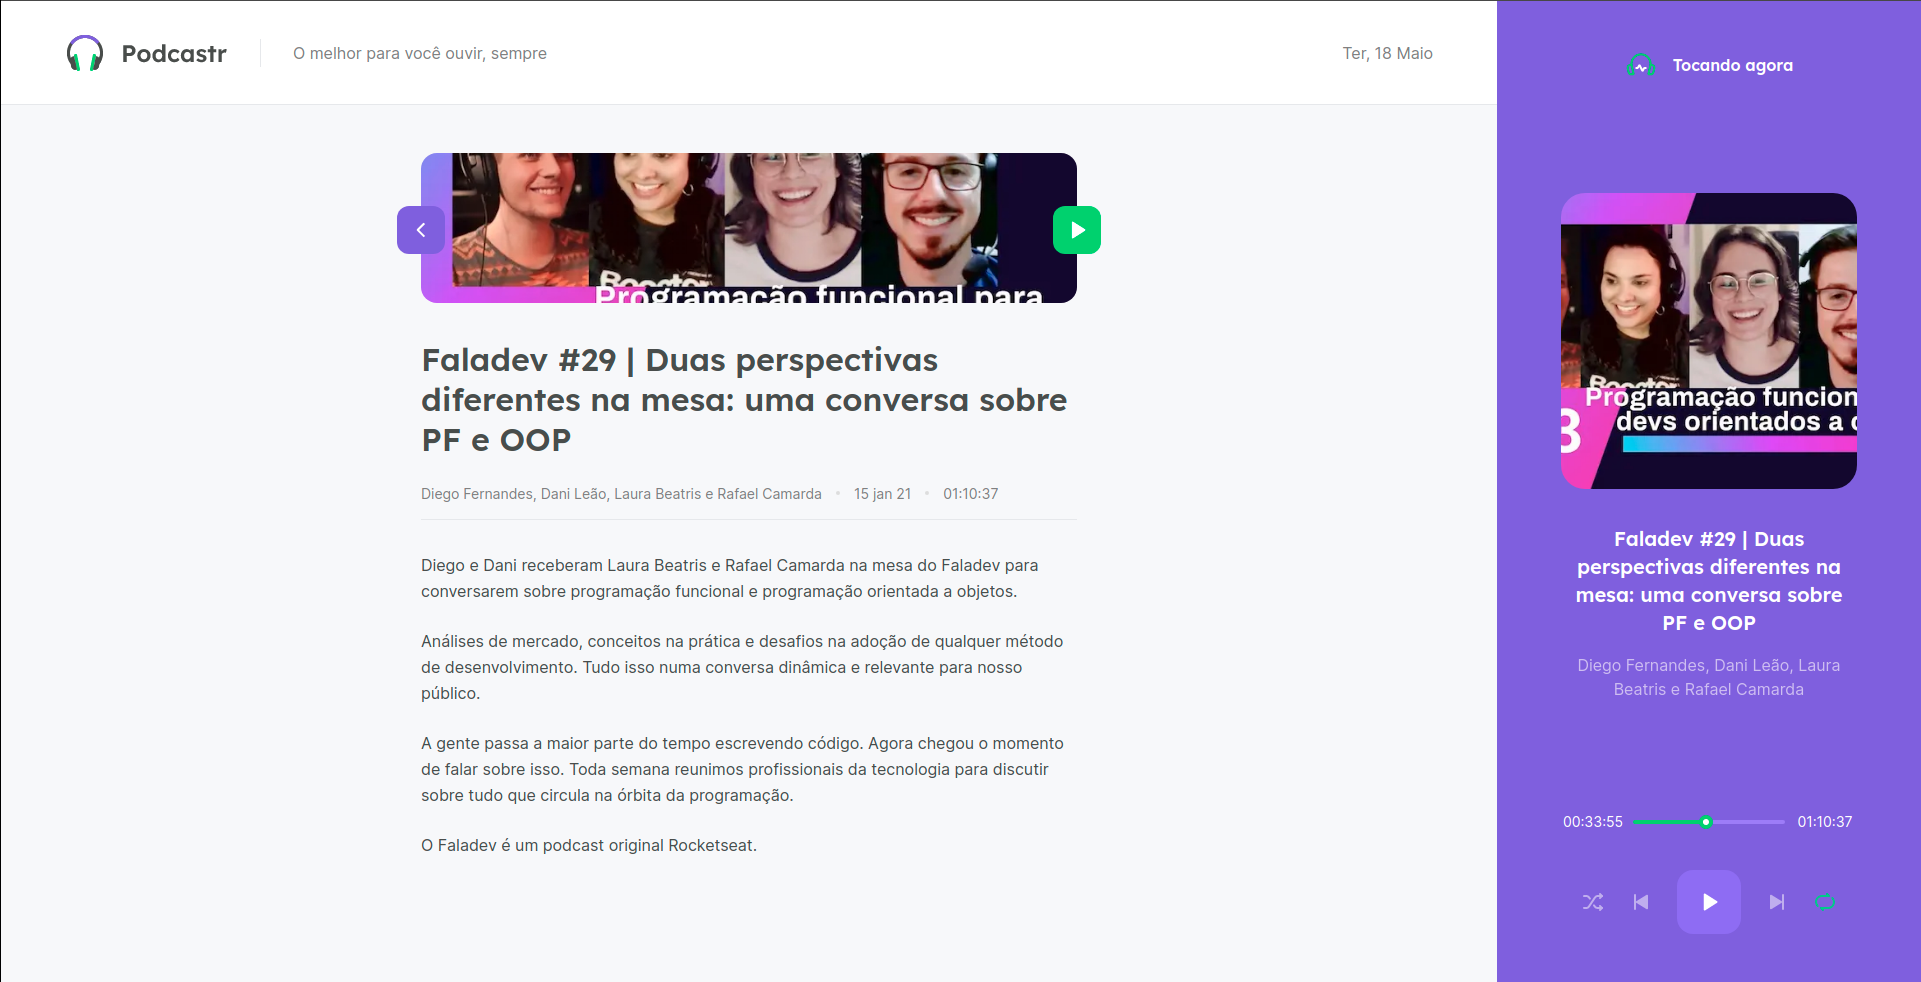 Podcastr
O melhor para você ouvir, sempre
Ter, 18 Maio
Programação funcional para
Faladev #29 | Duas perspectivas
diferentes na mesa: uma conversa sobre
PF e OOP
Diego Fernandes, Dani Leão, Laura Beatris e Rafael Camarda • 15 jan 21 • 01:10:37
Diego e Dani receberam Laura Beatris e Rafael Camarda na mesa do Faladev para
conversarem sobre programação funcional e programação orientada a objetos.
Análises de mercado, conceitos na prática e desafios na adoção de qualquer método
de desenvolvimento. Tudo isso numa conversa dinâmica e relevante para nosso
público.
A gente passa a maior parte do tempo escrevendo código. Agora chegou o momento
de falar sobre isso. Toda semana reunimos profissionais da tecnologia para discutir
sobre tudo que circula na órbita da programação.
O Faladev é um podcast original Rocketseat.
Tocando agora
Programação funcion
3 devs orientados a
Faladev #29 | Duas
perspectivas diferentes na
mesa: uma conversa sobre
PF e OOP
Diego Fernandes, Dani Leão, Laura
Beatris e Rafael Camarda
00:33:55 01:10:37